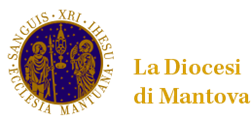 · SANGUIS · XRI · IHESU ·
ECCLESIA MANTUANA
La Diocesi
di Mantova